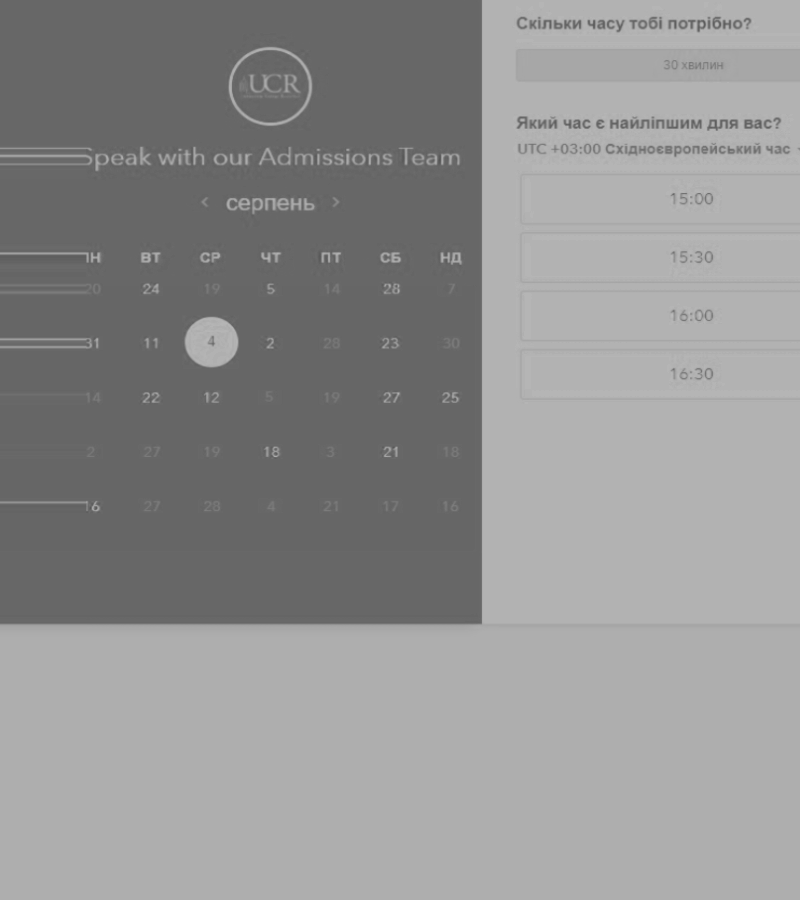 UCR
Speak with our Admissions Team
‹ серпень ›
ПН ВТ СР ЧТ ПТ СБ НД
20 24 19 5 14 28 7
31 11 4 2 28 23 30
14 22 12 5 19 27 25
2 27 19 18 3 21 18
16 27 28 4 21 17 16
Скільки часу тобі потрібно?
30 хвилин
Який час є найліпшим для вас?
UTC +03:00 Східноєвропейський час
15:00
15:30
16:00
16:30